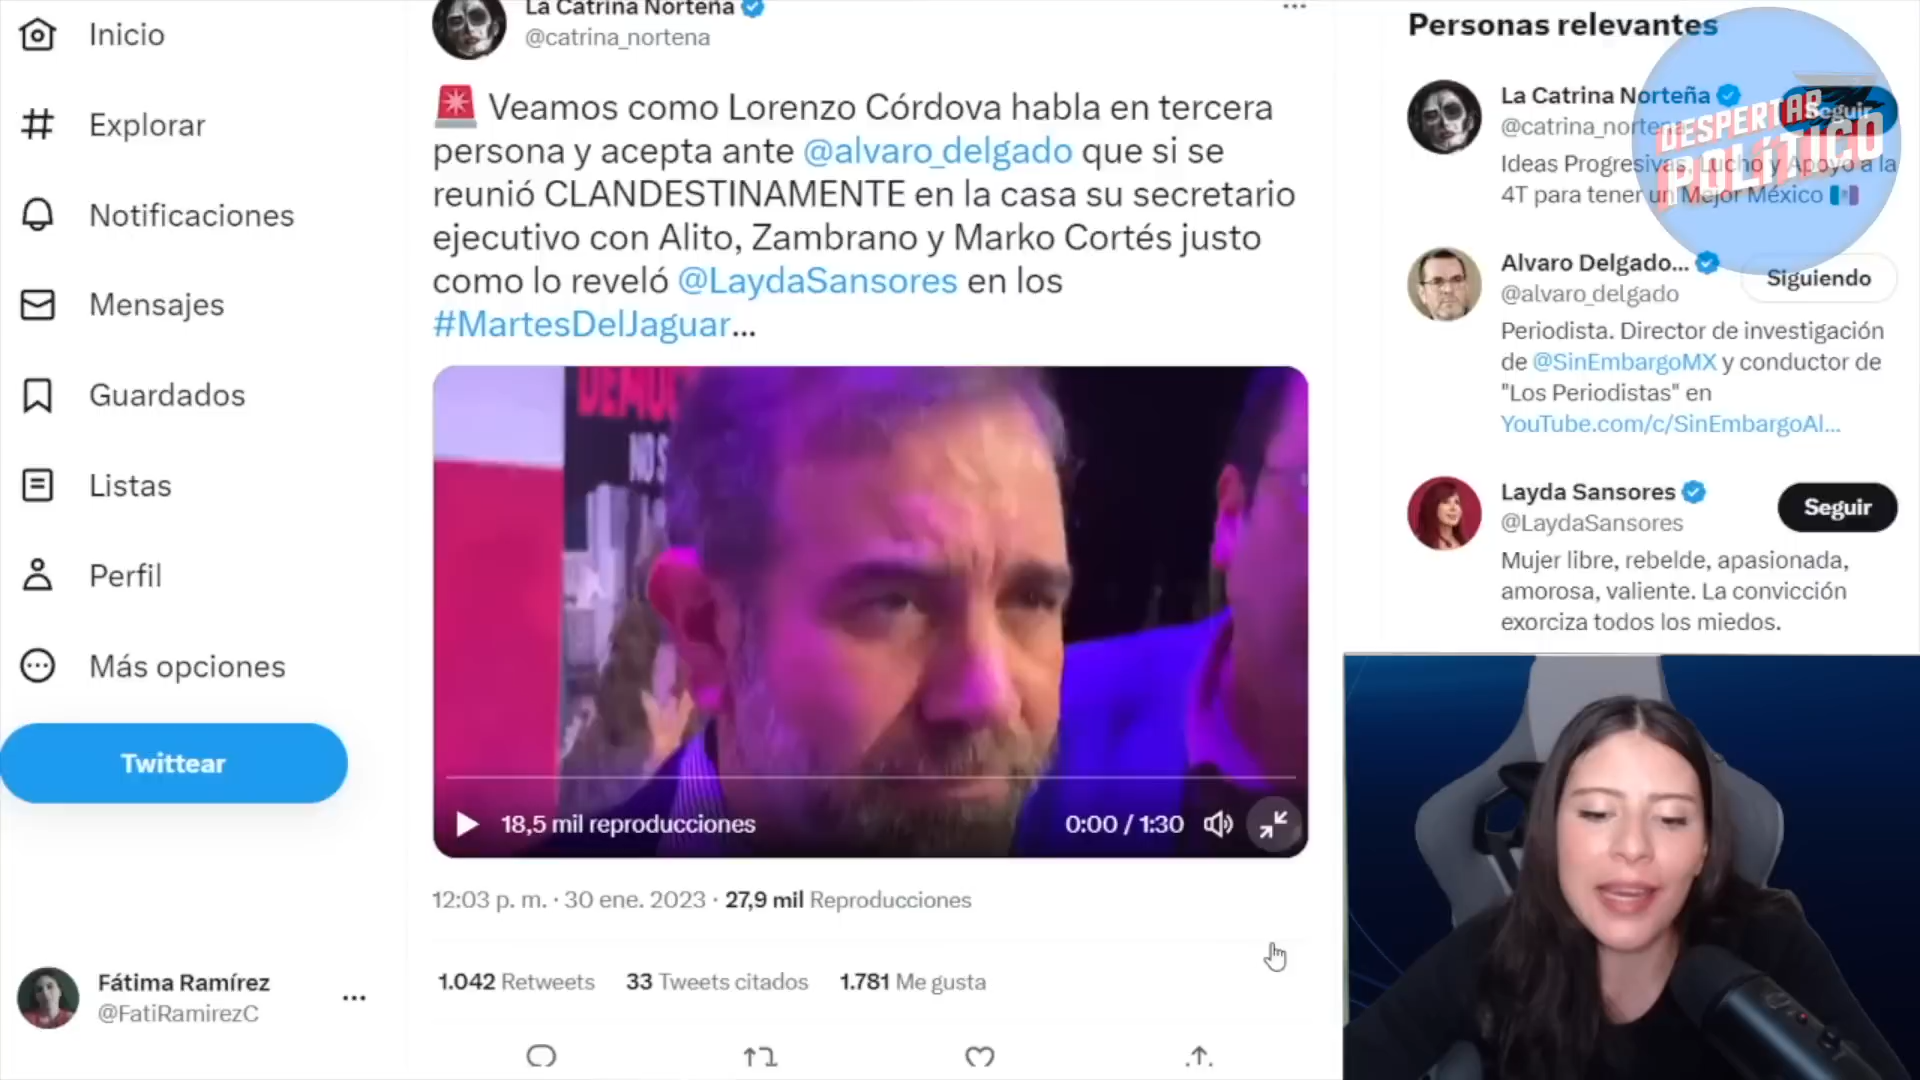 Inicio
Explorar
Notificaciones
Mensajes
Guardados
Listas
Perfil
Más opciones
Twittear
Fátima Ramírez
@FatiRamirezC
La Catrina Norteña
@catrina_nortena
Veamos como Lorenzo Córdova habla en tercera
persona y acepta ante @alvaro_delgado que si se
reunió CLANDESTINAMENTE en la casa su secretario
ejecutivo con Alito, Zambrano y Marko Cortés justo
como lo reveló @LaydaSansores en los
#MartesDelJaguar...
NO S
18,5 mil reproducciones
0:00 / 1:30
12:03 p. m. · 30 ene. 2023 · 27,9 mil Reproducciones
1.042 Retweets 33 Tweets citados 1.781 Me gusta
Personas relevantes
La Catrina Norteña
Seguir
@catrina_nortena
Ideas Progresivas, Lucho y Apoyo a la
4T para tener un Mejor México
DESPERTAR
POLÍTICO
Alvaro Delgado...
@alvaro_delgado
Siguiendo
Periodista. Director de investigación
de @SinEmbargoMX y conductor de
"Los Periodistas" en
YouTube.com/c/SinEmbargoAl...
Layda Sansores
@LaydaSansores
Seguir
Mujer libre, rebelde, apasionada,
amorosa, valiente. La convicción
exorciza todos los miedos.